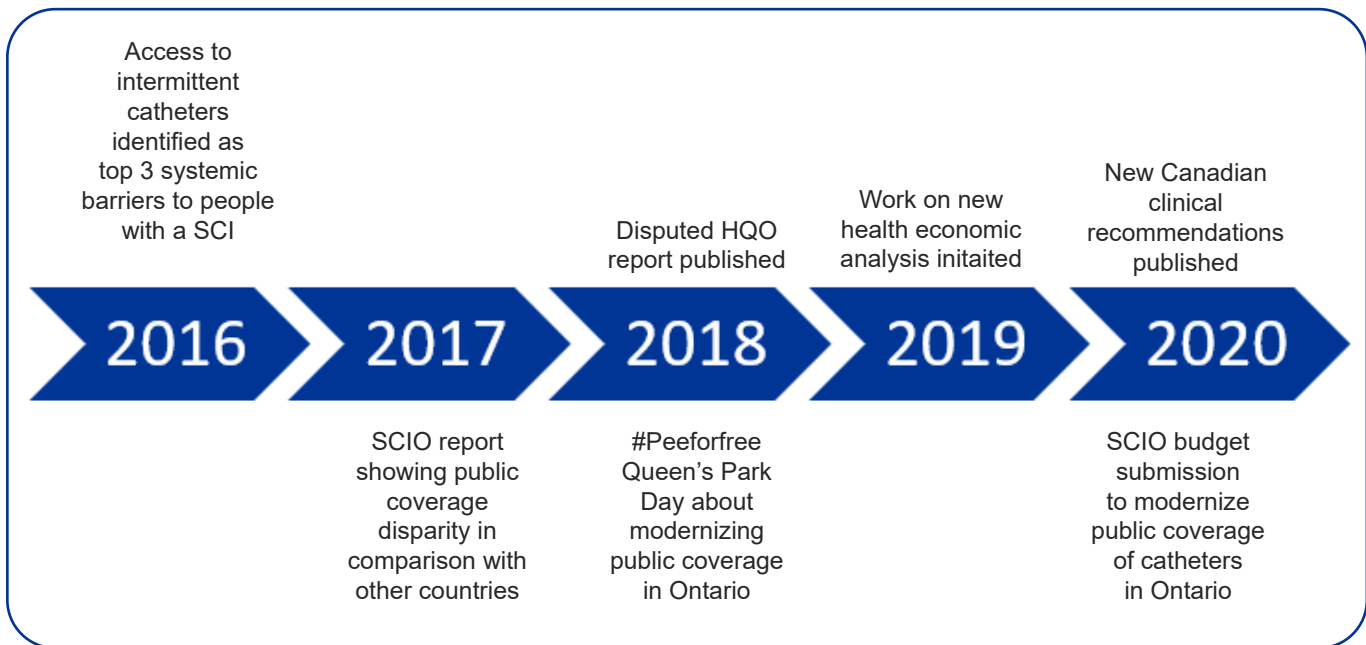 Access to
intermittent
catheters
identified as
top 3 systemic
barriers to people
with a SCI
Disputed HQO
report published
Work on new
health economic
analysis initaited
New Canadian
clinical
recommendations
published
2016
2017
2018
2019
2020
SCIO report
showing public
coverage
disparity in
comparison with
other countries
#Peeforfree
Queen’s Park
Day about
modernizing
public coverage
in Ontario
SCIO budget
submission
to modernize
public coverage
of catheters
in Ontario